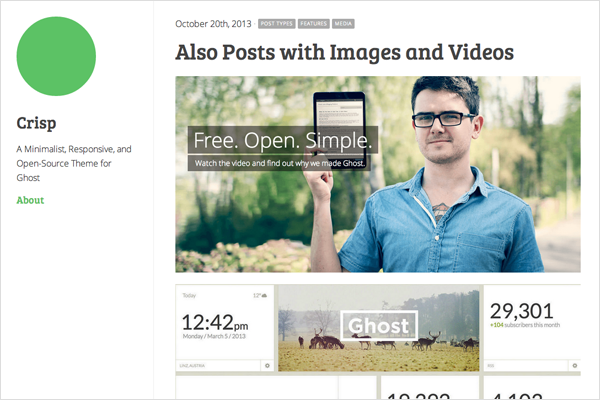 Crisp
A Minimalist, Responsive, and
Open-Source Theme for
Ghost
About
October 20th, 2013 POST TYPES FEATURES MEDIA
Also Posts with Images and Videos
Free. Open. Simple.
Watch the video and find out why we made Ghost.
Today 12°
12:42pm
Monday / March 5 / 2013
LINZ, AUSTRIA
Ghost
29,301
+104 subscribers this month